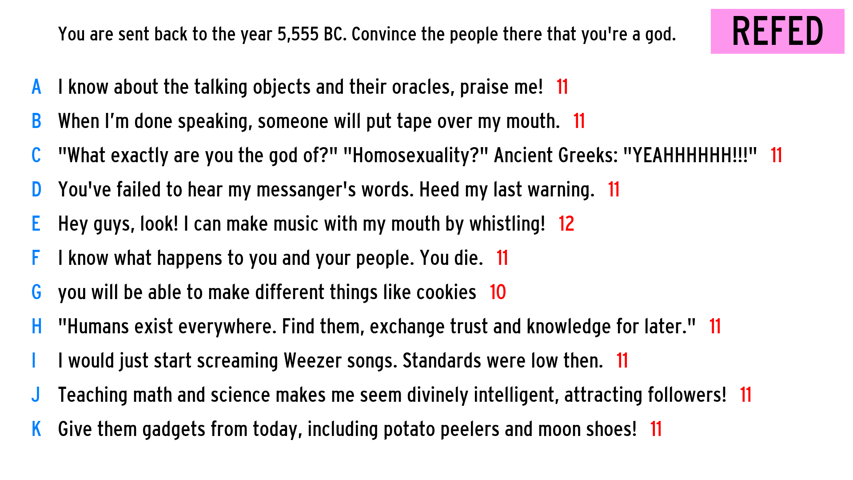 You are sent back to the year 5,555 BC. Convince the people there that you're a god.
REFED
A I know about the talking objects and their oracles, praise me! 11
B When I'm done speaking, someone will put tape over my mouth. 11
C "What exactly are you the god of?" "Homosexuality?" Ancient Greeks: "YEAHHHHHH!!!" 11
D You've failed to hear my messanger's words. Heed my last warning. 11
E Hey guys, look! I can make music with my mouth by whistling! 12
F I know what happens to you and your people. You die. 11
G you will be able to make different things like cookies 10
H "Humans exist everywhere. Find them, exchange trust and knowledge for later." 11
I I would just start screaming Weezer songs. Standards were low then. 11
J Teaching math and science makes me seem divinely intelligent, attracting followers! 11
K Give them gadgets from today, including potato peelers and moon shoes! 11